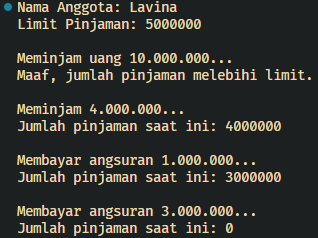 Nama Anggota: Lavina
Limit Pinjaman: 5000000
Meminjam uang 10.000.000...
Maaf, jumlah pinjaman melebihi limit.
Meminjam 4.000.000...
Jumlah pinjaman saat ini: 4000000
Membayar angsuran 1.000.000...
Jumlah pinjaman saat ini: 3000000
Membayar angsuran 3.000.000...
Jumlah pinjaman saat ini: 0